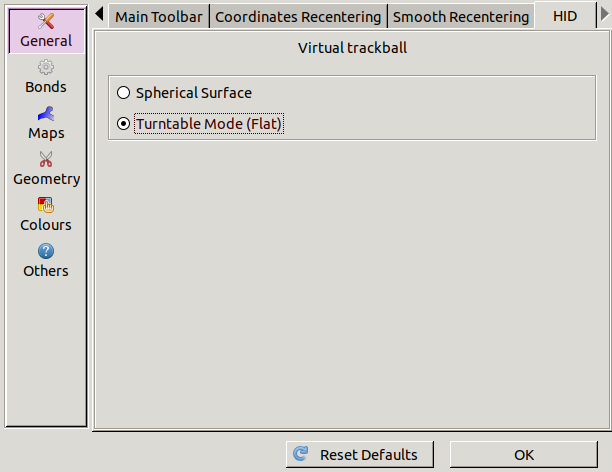 General
Bonds
Maps
Geometry
Colours
Others
Main Toolbar Coordinates Recentering Smooth Recentering HID
Virtual trackball
Spherical Surface
Turntable Mode (Flat)
Reset Defaults OK